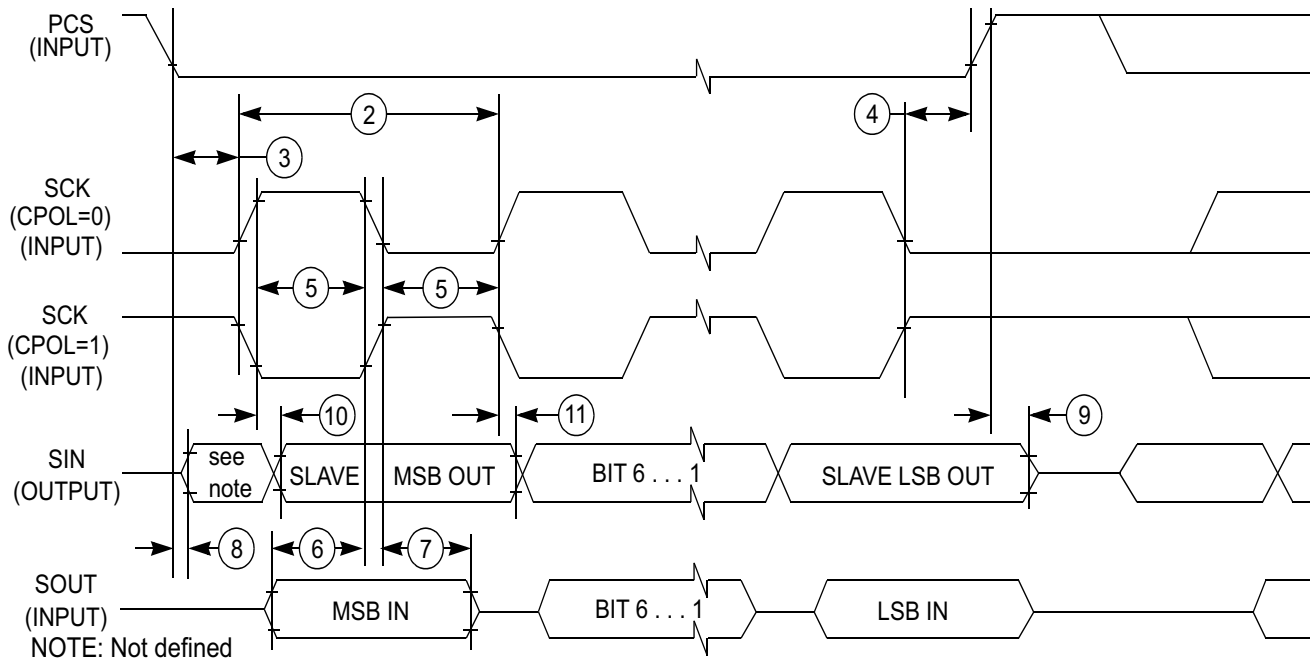 PCS
(INPUT)
2
4
3
SCK
(CPOL=0)
(INPUT)
5
5
SCK
(CPOL=1)
(INPUT)
10
11
9
SIN
(OUTPUT)
see
note
SLAVE
MSB OUT
BIT 6 . . . 1
SLAVE LSB OUT
8
6
7
SOUT
(INPUT)
MSB IN
BIT 6 . . . 1
LSB IN
NOTE: Not defined